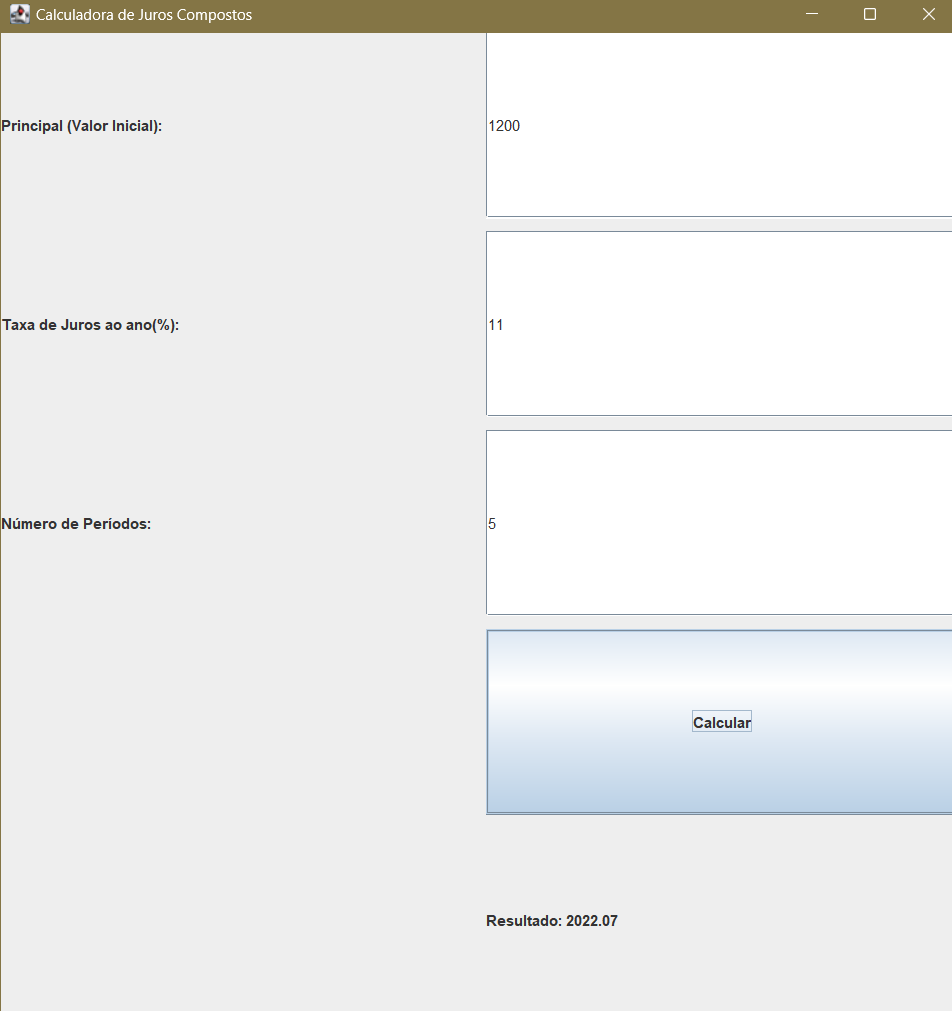 Calculadora de Juros Compostos
Principal (Valor Inicial):
1200
Taxa de Juros ao ano(%):
11
Número de Períodos:
5
Calcular
Resultado: 2022.07